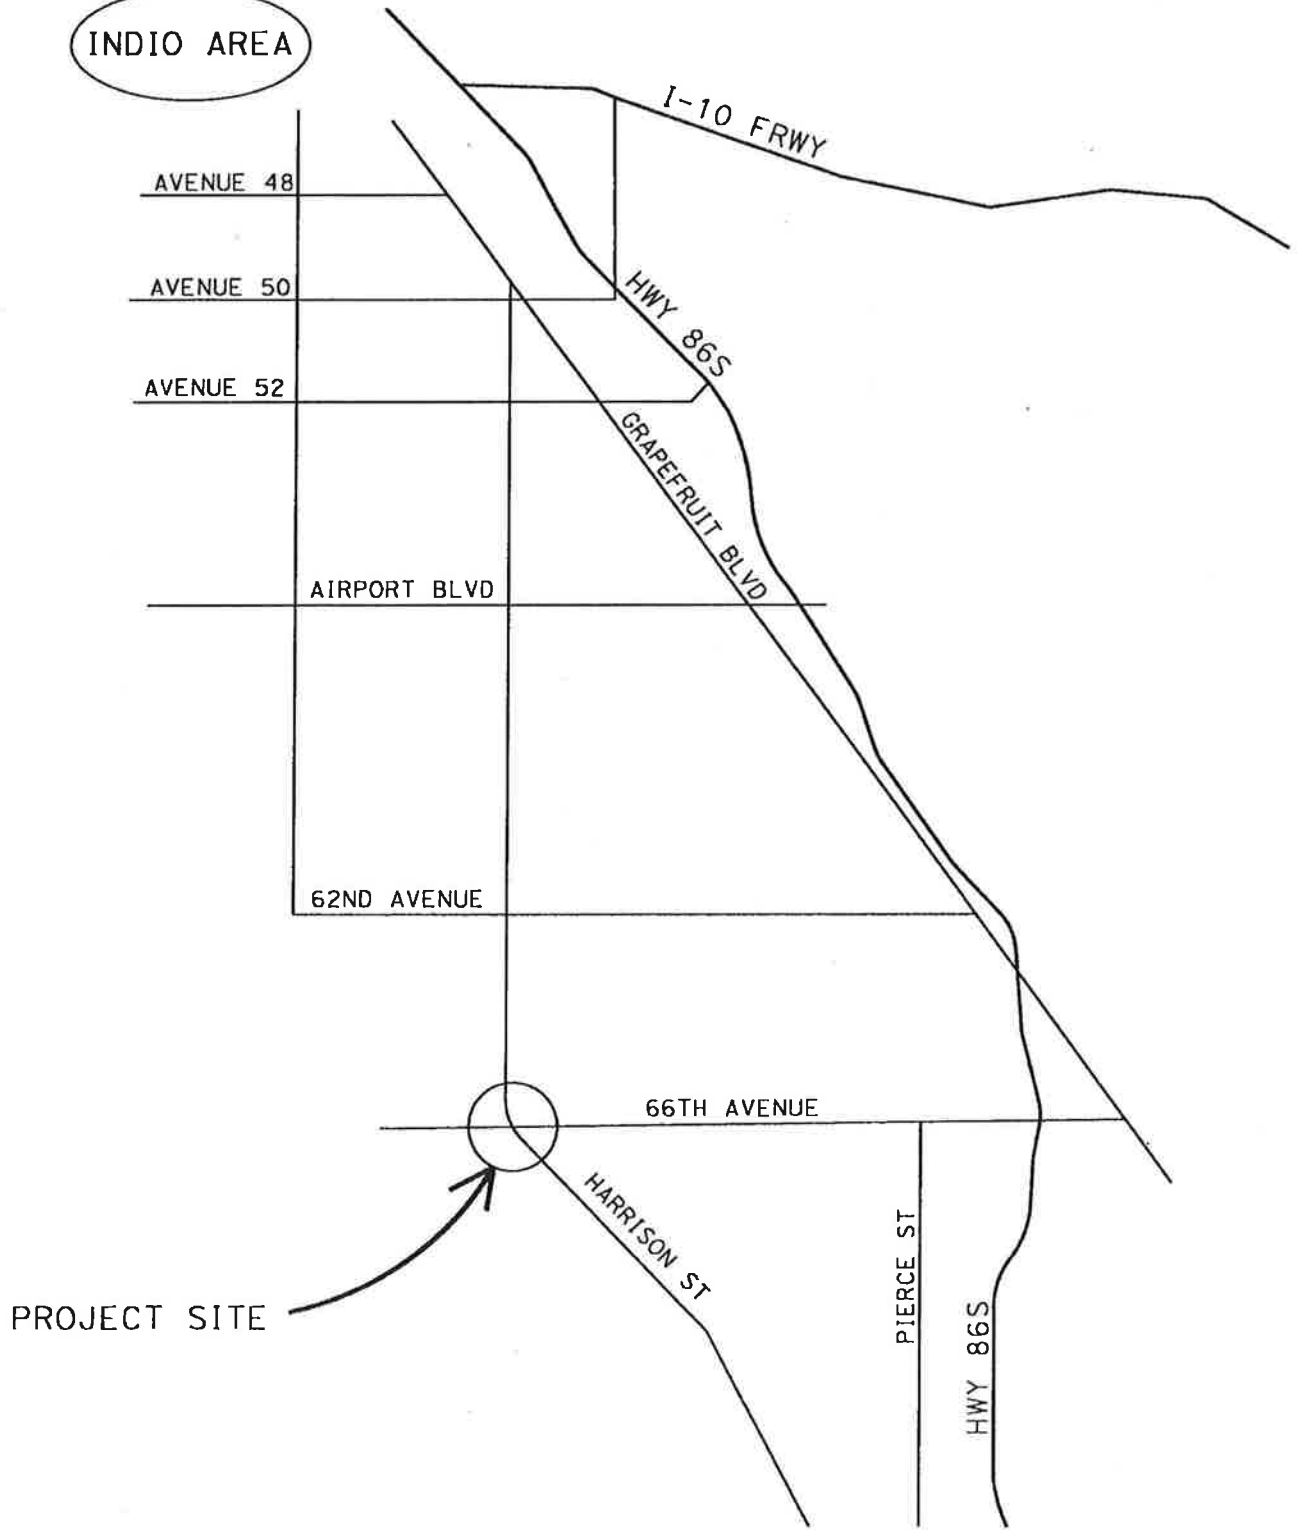 INDIO AREA
I-10 FRWY
AVENUE 48
AVENUE 50
HWY 86S
AVENUE 52
GRAPEFRUIT BLVD
AIRPORT BLVD
62ND AVENUE
66TH AVENUE
HARRISON ST
PIERCE ST
PROJECT SITE
HWY 86S